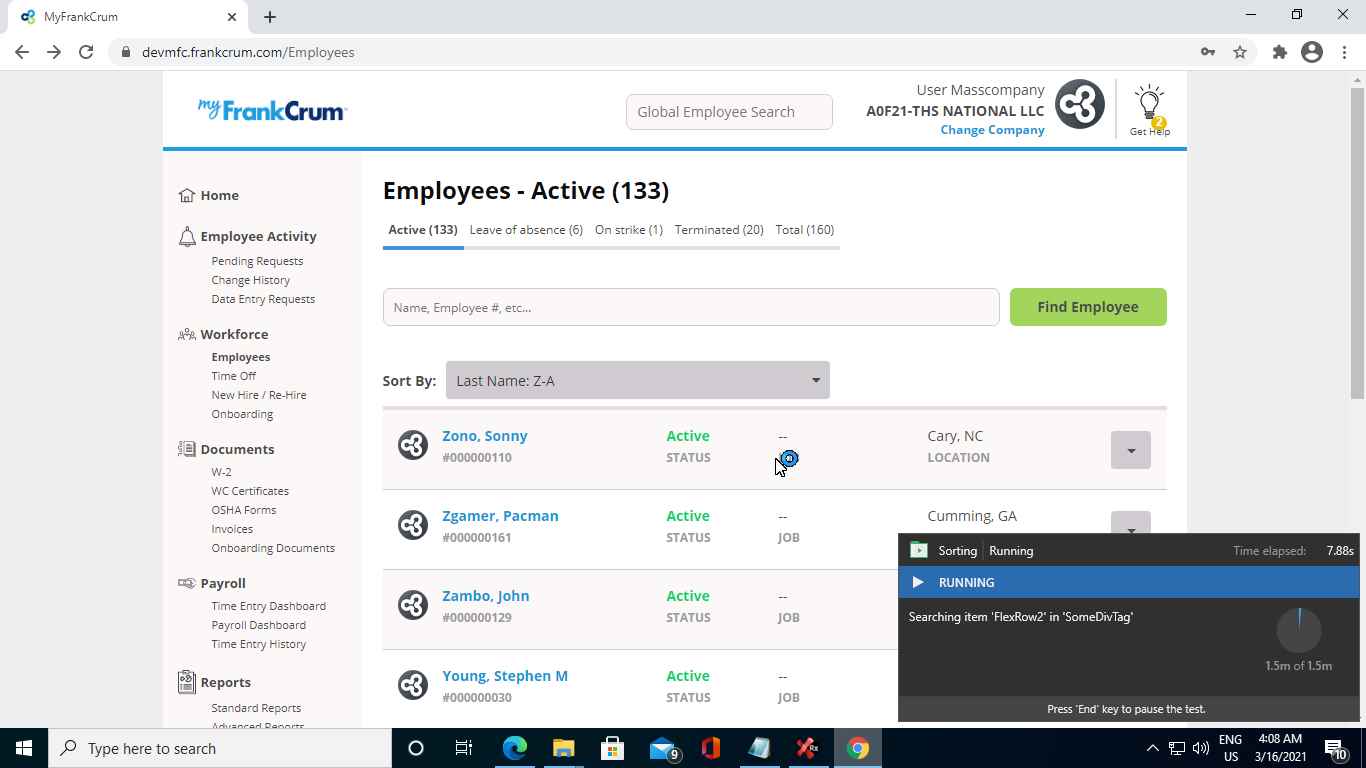 MyFrankCrum
devmfc.frankcrum.com/Employees
my FrankCrum
Global Employee Search
User Masscompany
A0F21-THS NATIONAL LLC
Change Company
2
Get Help
Home
Employee Activity
Pending Requests
Change History
Data Entry Requests
Workforce
Employees
Time Off
New Hire / Re-Hire
Onboarding
Documents
W-2
WC Certificates
OSHA Forms
Invoices
Onboarding Documents
Payroll
Time Entry Dashboard
Payroll Dashboard
Time Entry History
Reports
Standard Reports
Advanced Reports
Employees - Active (133)
Active (133) Leave of absence (6) On strike (1) Terminated (20) Total (160)
Name, Employee #, etc...
Find Employee
Sort By: Last Name: Z-A
Zono, Sonny Active -- Cary, NC
#000000110 STATUS LOCATION
Zgamer, Pacman Active -- Cumming, GA
#000000161 STATUS JOB
Zambo, John Active --
#000000129 STATUS JOB
Young, Stephen M Active --
#000000030 STATUS JOB
Sorting Running Time elapsed: 7.88s
RUNNING
Searching item 'FlexRow2' in 'SomeDivTag'
1.5m of 1.5m
Press 'End' key to pause the test.
Type here to search
9
Rx
ENG
US
4:08 AM
3/16/2021
10